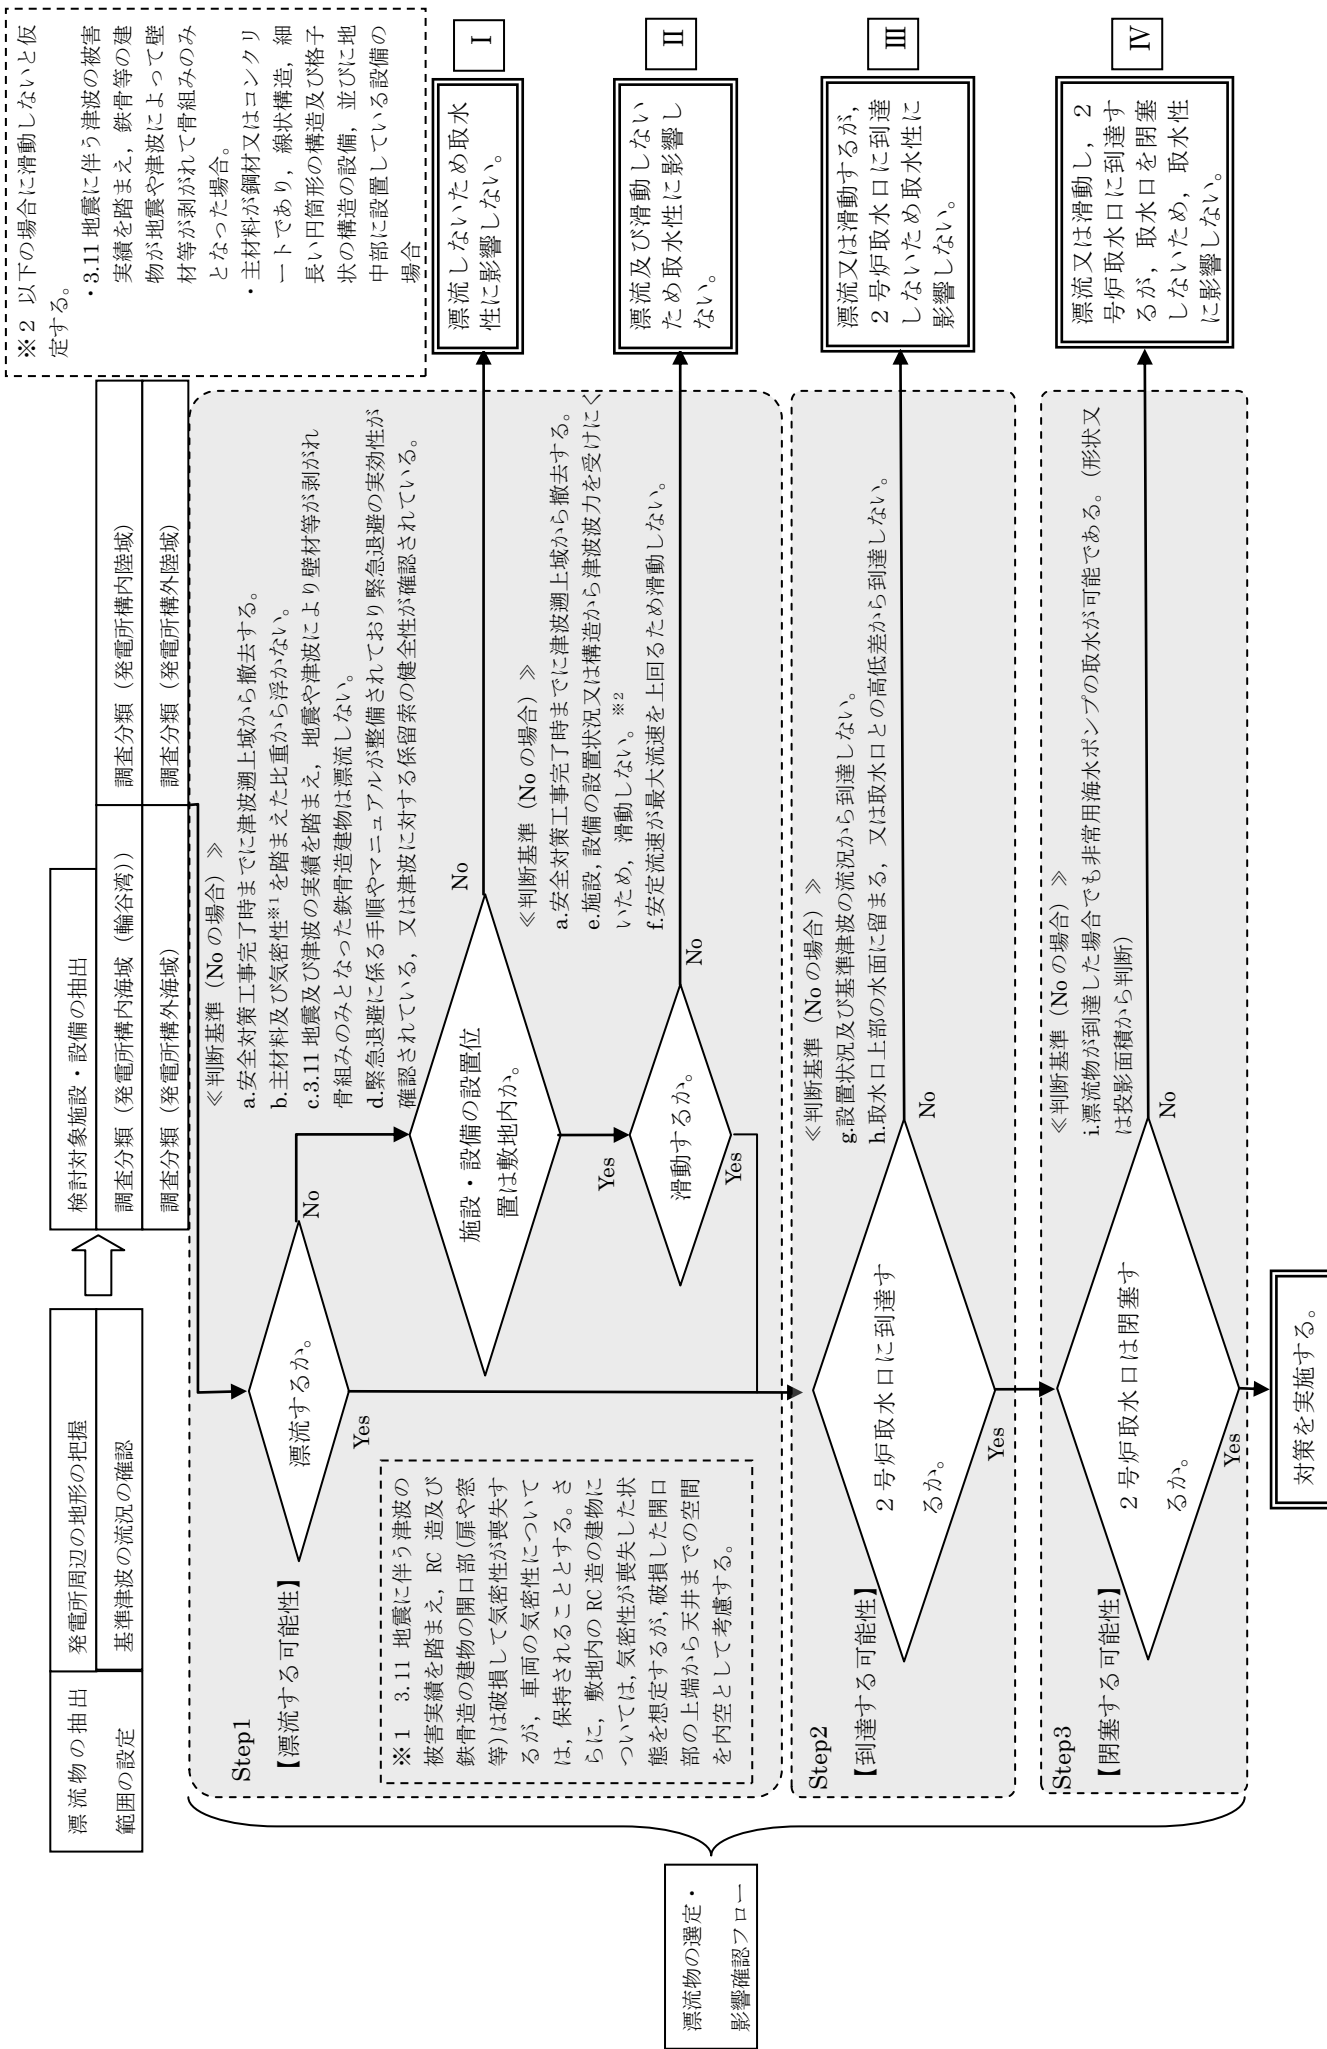 漂流物の抽出
範囲の設定
発電所周辺の地形の把握
基準津波の流況の確認
検討対象施設・設備の抽出
調査分類（発電所構内海域（輪谷湾））
調査分類（発電所構内陸域）
調査分類（発電所構外海域）
調査分類（発電所構外陸域）
※2 以下の場合に滑動しないと仮
定する。
・3.11 地震に伴う津波の被害
実績を踏まえ，鉄骨等の建
物が地震や津波によって壁
材等が剥がれて骨組みのみ
となった場合。
・主材料が鋼材又はコンクリ
ートであり，線状構造，細
長い円筒形の構造及び格子
状の構造の設備，並びに地
中部に設置している設備の
場合
Step1
【漂流する可能性】
漂流するか。
No
Yes
≪判断基準（No の場合）≫
a.安全対策工事完了時までに津波遡上域から撤去する。
b.主材料及び気密性※1 を踏まえた比重から浮かない。
c.3.11 地震及び津波の実績を踏まえ，地震や津波により壁材等が剥がれ
骨組みのみとなった鉄骨造建物は漂流しない。
d.緊急退避に係る手順やマニュアルが整備されており緊急退避の実効性が
確認されている，又は津波に対する係留索の健全性が確認されている。
※1 3.11 地震に伴う津波の
被害実績を踏まえ，RC 造及び
鉄骨造の建物の開口部（扉や窓
等）は破損して気密性が喪失す
るが，車両の気密性について
は，保持されることとする。さ
らに，敷地内の RC 造の建物に
ついては，気密性が喪失した状
態を想定するが，破損した開口
部の上端から天井までの空間
を内空として考慮する。
施設・設備の設置位
置は敷地内か。
No
Yes
漂流しないため取水
性に影響しない。
Ⅰ
≪判断基準（No の場合）≫
a.安全対策工事完了時までに津波遡上域から撤去する。
e.施設，設備の設置状況又は構造から津波波力を受けにく
いため，滑動しない。※2
f.安定流速が最大流速を上回るため滑動しない。
滑動するか。
No
Yes
漂流及び滑動しない
ため取水性に影響し
ない。
Ⅱ
Step2
【到達する可能性】
２号炉取水口に到達す
るか。
No
Yes
≪判断基準（No の場合）≫
g.設置状況及び基準津波の流況から到達しない。
h.取水口上部の水面に留まる，又は取水口との高低差から到達しない。
漂流又は滑動するが，
２号炉取水口に到達
しないため取水性に
影響しない。
Ⅲ
Step3
【閉塞する可能性】
２号炉取水口は閉塞す
るか。
No
Yes
≪判断基準（No の場合）≫
i.漂流物が到達した場合でも非常用海水ポンプの取水が可能である。（形状又
は投影面積から判断）
漂流又は滑動し，２
号炉取水口に到達す
るが，取水口を閉塞
しないため，取水性
に影響しない。
Ⅳ
対策を実施する。
漂流物の選定・
影響確認フロー